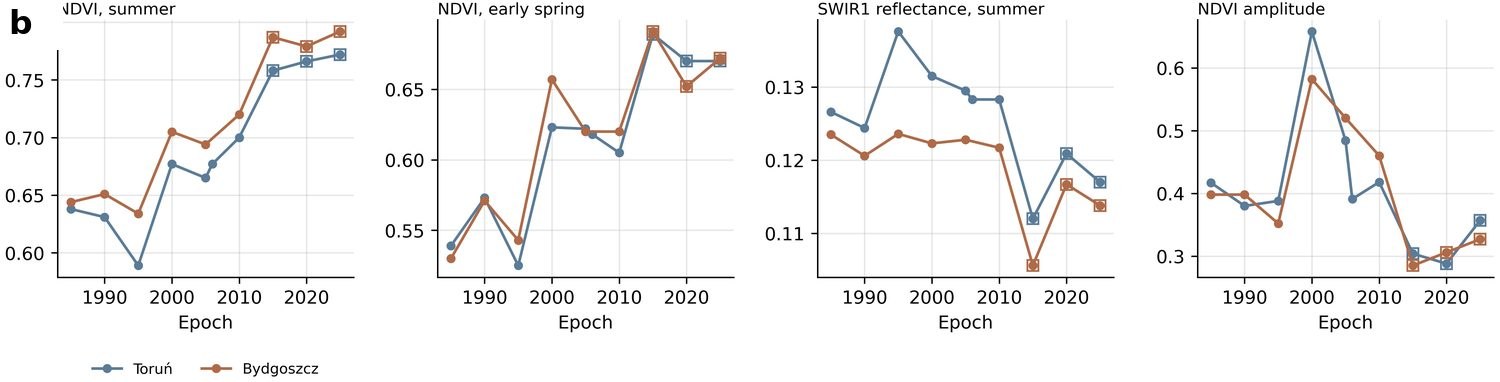 b
NDVI, summer
NDVI, early spring
SWIR1 reflectance, summer
NDVI amplitude
0.75
0.70
0.65
0.60
1990 2000 2010 2020
Epoch
0.65
0.60
0.55
1990 2000 2010 2020
Epoch
0.13
0.12
0.11
1990 2000 2010 2020
Epoch
0.6
0.5
0.4
0.3
1990 2000 2010 2020
Epoch
Toruń Bydgoszcz